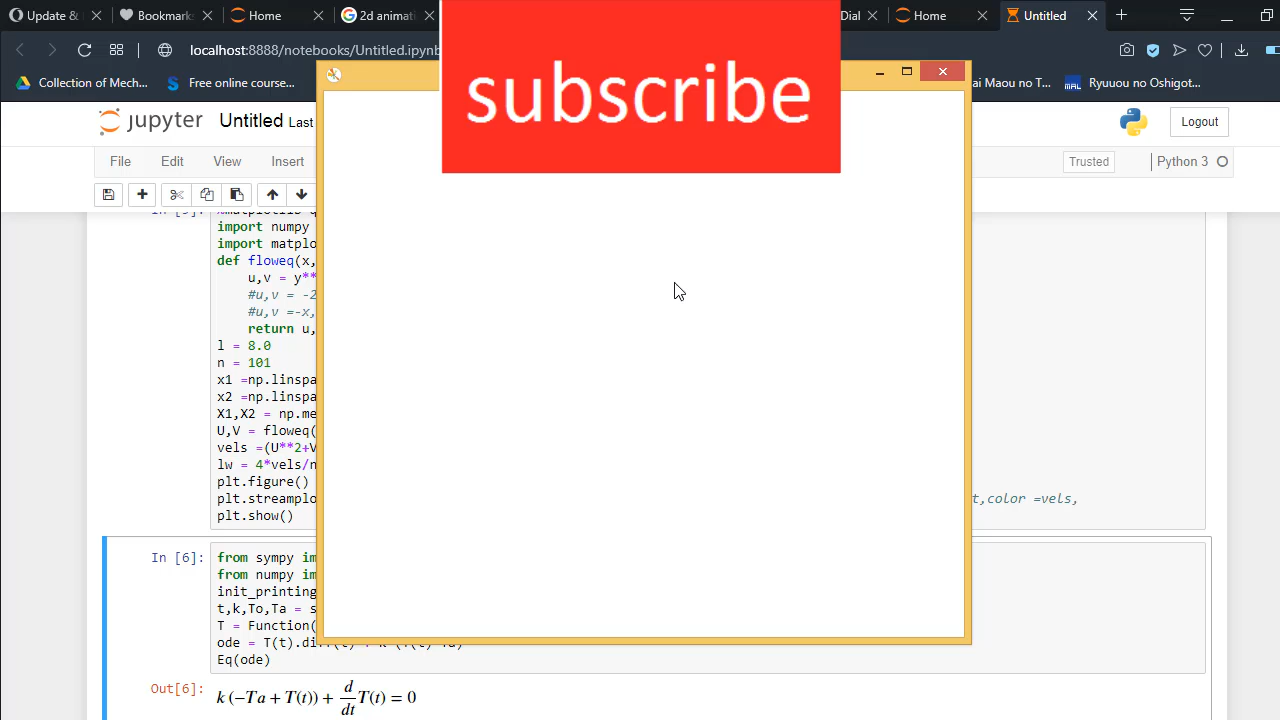 Update &
Bookmark
Home
2d animati
Dial
Home
Untitled
localhost:8888/notebooks/Untitled.ipynb
Collection of Mech...
Free online course...
ai Maou no T...
MAL Ryuuou no Oshigot...
subscribe
jupyter Untitled Last
Logout
File Edit View Insert
Trusted
Python 3
import numpy
import matplo
def floweq(x,
u,v = y**
#u,v = -2
#u,v =-x,
return u,
l = 8.0
n = 101
x1 =np.linspa
x2 =np.linspa
X1,X2 = np.me
U,V = floweq(
vels =(U**2+V
lw = 4*vels/n
plt.figure()
plt.streamplo
t,color =vels,
plt.show()
In [6]: from sympy im
from numpy im
init_printing
t,k,To,Ta = s
T = Function(
ode = T(t).di
Eq(ode)
Out[6]: k (−Ta + T(t)) + d/dt T(t) = 0